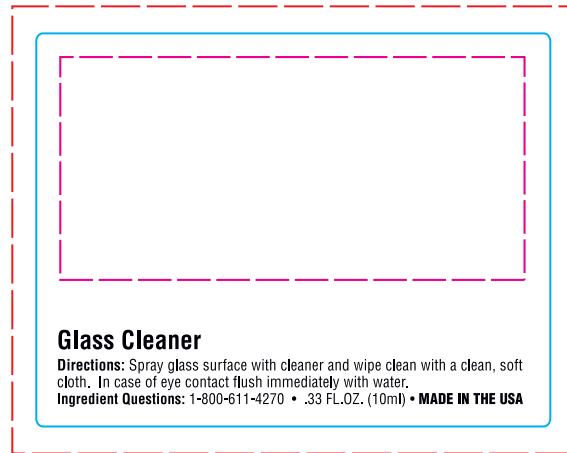 Glass Cleaner
Directions: Spray glass surface with cleaner and wipe clean with a clean, soft
cloth. In case of eye contact flush immediately with water.
Ingredient Questions: 1-800-611-4270 • .33 FL.OZ. (10ml) • MADE IN THE USA